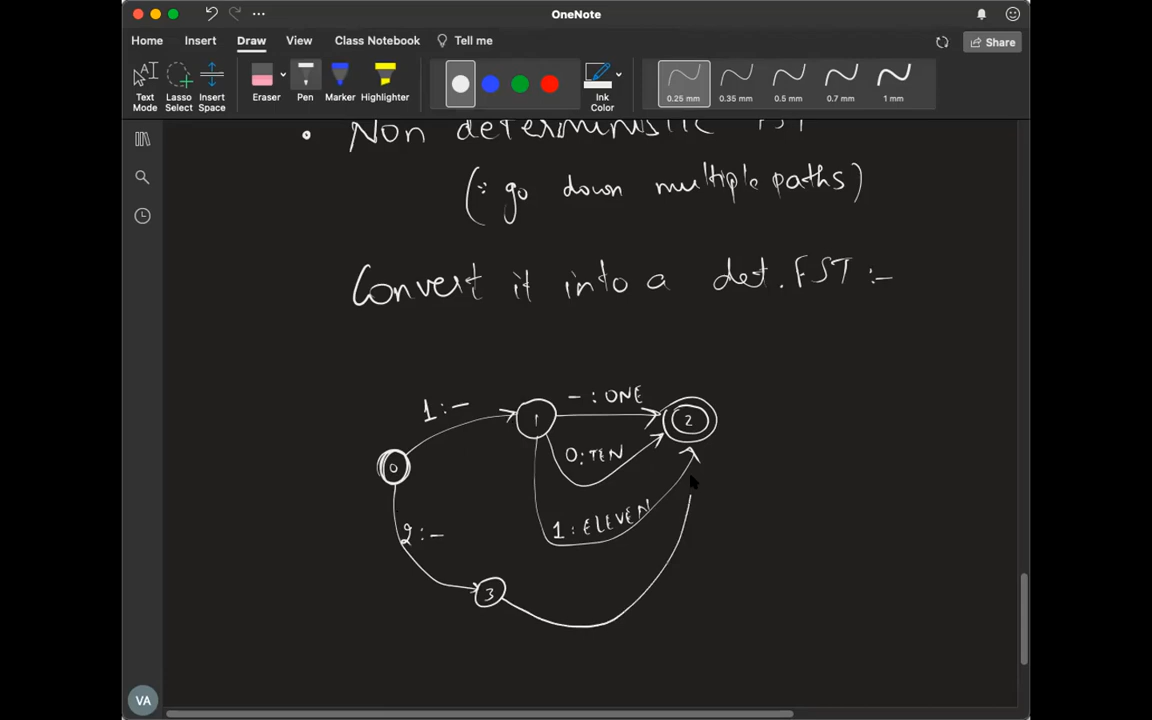 OneNote
Home Insert Draw View Class Notebook Tell me Share
Text Mode Lasso Select Insert Space Eraser Pen Marker Highlighter Ink Color 0.25 mm 0.35 mm 0.5 mm 0.7 mm 1 mm
• Non deterministic FST
(∵ go down multiple paths)
Convert it into a det. FST :-
1:- - : ONE
1 2
0 0:TEN
1: ELEVEN
2:-
3
VA